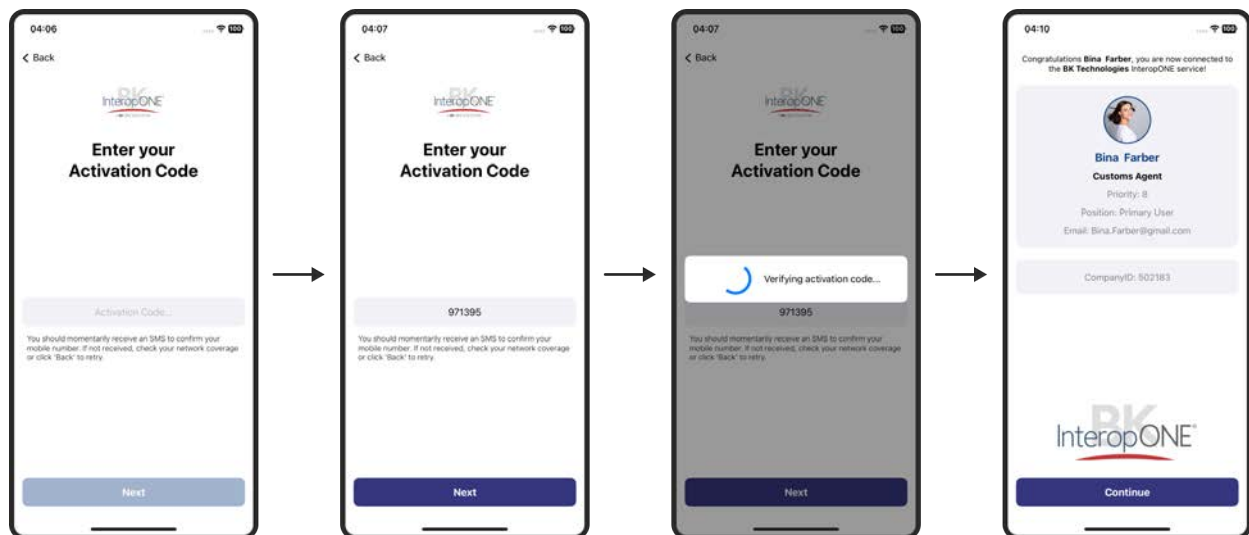 04:06
100
Back
BK
InteropONE
Enter your
Activation Code
Activation Code...
You should momentarily receive an SMS to confirm your
mobile number. If not received, check your network coverage
or click 'Back' to retry.
Next
04:07
100
Back
BK
InteropONE
Enter your
Activation Code
971395
You should momentarily receive an SMS to confirm your
mobile number. If not received, check your network coverage
or click 'Back' to retry.
Next
04:07
100
Back
BK
InteropONE
Enter your
Activation Code
Verifying activation code...
971395
You should momentarily receive an SMS to confirm your
mobile number. If not received, check your network coverage
or click 'Back' to retry.
Next
04:10
100
Congratulations Bina Farber, you are now connected to
the BK Technologies InteropONE service!
Bina Farber
Customs Agent
Priority: 8
Position: Primary User
Email: Bina.Farber@gmail.com
CompanyID: 502183
BK
InteropONE®
Continue